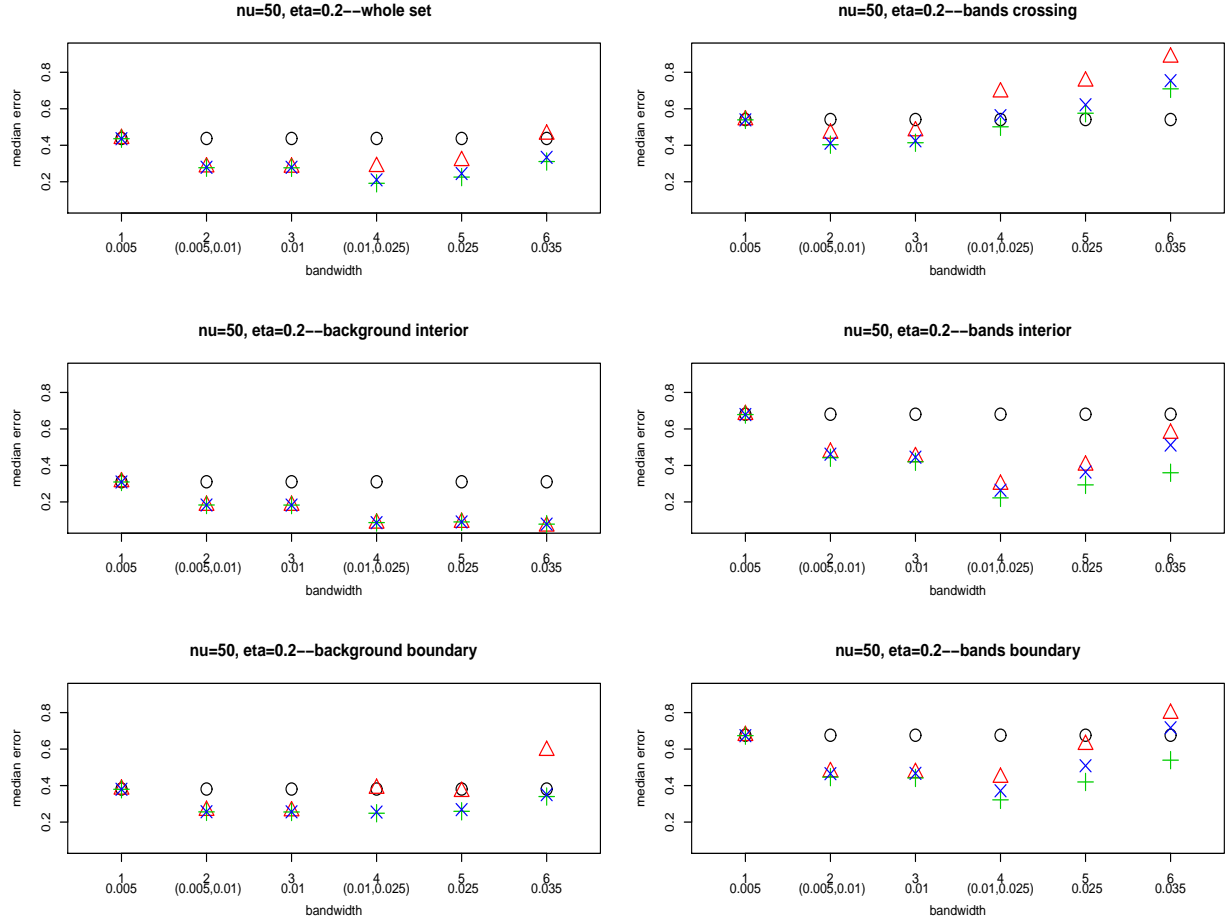 nu=50, eta=0.2−−whole set
median error
0.2 0.4 0.6 0.8
1 2 3 4 5 6
0.005 (0.005,0.01) 0.01 (0.01,0.025) 0.025 0.035
bandwidth
nu=50, eta=0.2−−bands crossing
median error
0.2 0.4 0.6 0.8
1 2 3 4 5 6
0.005 (0.005,0.01) 0.01 (0.01,0.025) 0.025 0.035
bandwidth
nu=50, eta=0.2−−background interior
median error
0.2 0.4 0.6 0.8
1 2 3 4 5 6
0.005 (0.005,0.01) 0.01 (0.01,0.025) 0.025 0.035
bandwidth
nu=50, eta=0.2−−bands interior
median error
0.2 0.4 0.6 0.8
1 2 3 4 5 6
0.005 (0.005,0.01) 0.01 (0.01,0.025) 0.025 0.035
bandwidth
nu=50, eta=0.2−−background boundary
median error
0.2 0.4 0.6 0.8
1 2 3 4 5 6
0.005 (0.005,0.01) 0.01 (0.01,0.025) 0.025 0.035
bandwidth
nu=50, eta=0.2−−bands boundary
median error
0.2 0.4 0.6 0.8
1 2 3 4 5 6
0.005 (0.005,0.01) 0.01 (0.01,0.025) 0.025 0.035
bandwidth